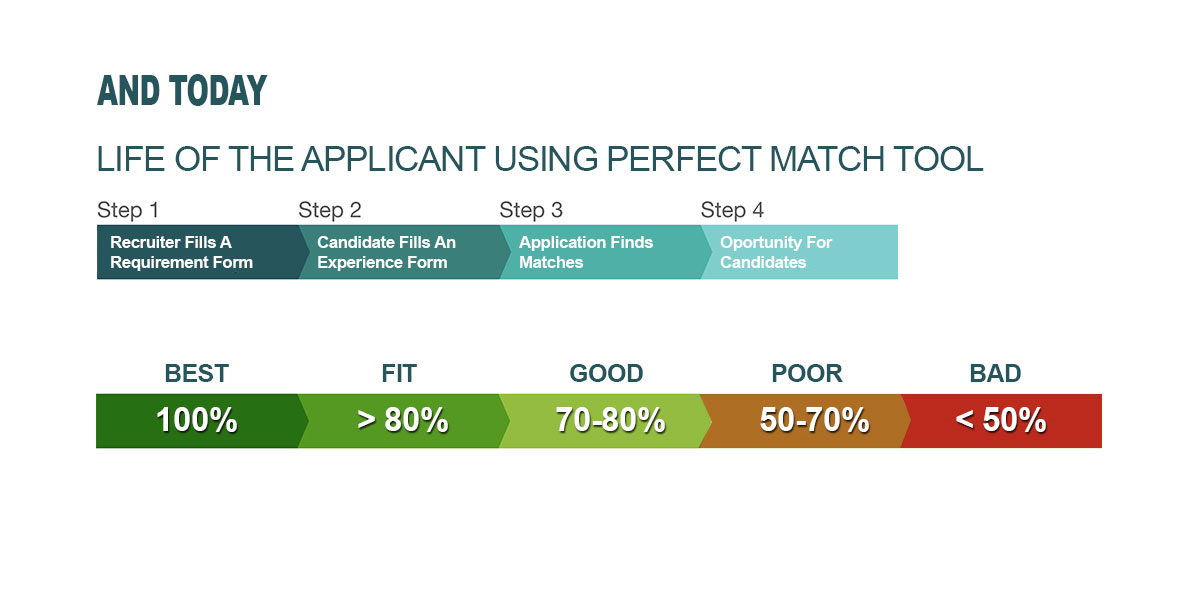 AND TODAY
LIFE OF THE APPLICANT USING PERFECT MATCH TOOL
Step 1 Step 2 Step 3 Step 4
Recruiter Fills A Candidate Fills An Application Finds Oportunity For
Requirement Form Experience Form Matches Candidates
BEST FIT GOOD POOR BAD
100% > 80% 70-80% 50-70% < 50%